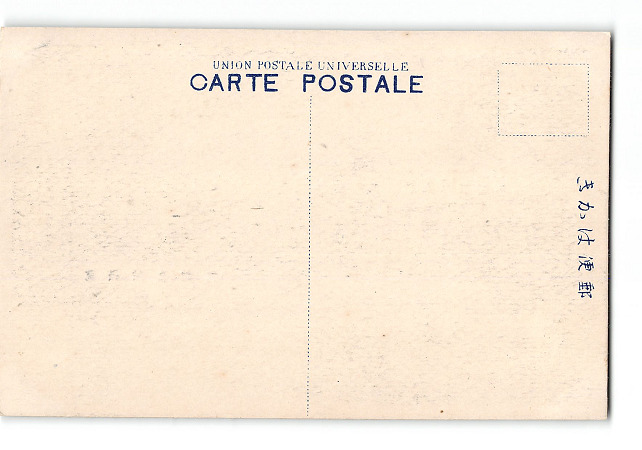 UNION POSTALE UNIVERSELLE
CARTE POSTALE
きかは便郵